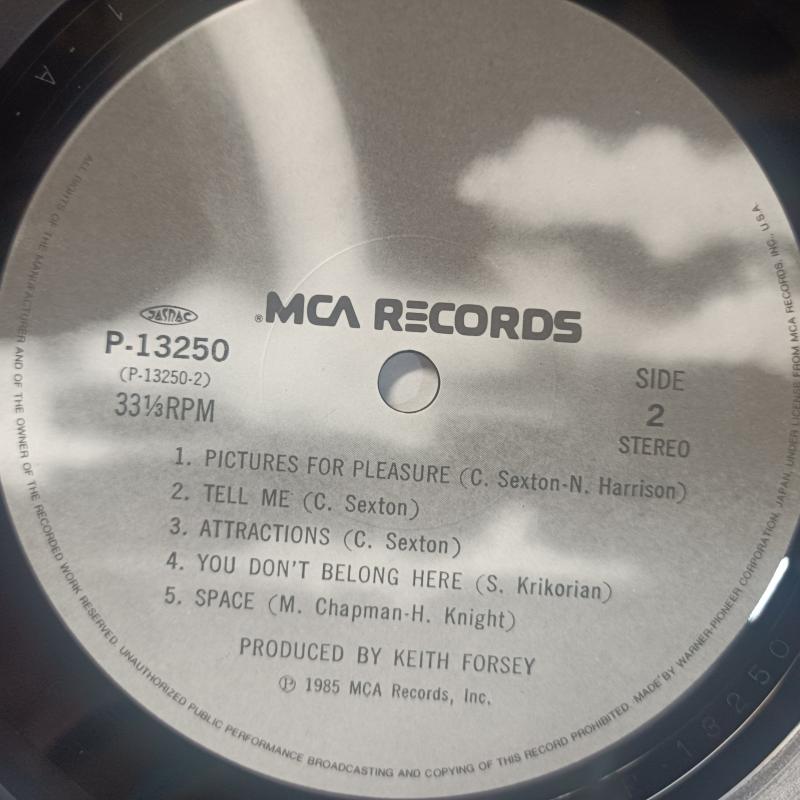 ® MCA RECORDS
JASRAC
P-13250
(P-13250-2)
33⅓RPM
SIDE
2
STEREO
1. PICTURES FOR PLEASURE (C. Sexton-N. Harrison)
2. TELL ME (C. Sexton)
3. ATTRACTIONS (C. Sexton)
4. YOU DON'T BELONG HERE (S. Krikorian)
5. SPACE (M. Chapman-H. Knight)
PRODUCED BY KEITH FORSEY
℗ 1985 MCA Records, Inc.
ALL RIGHTS OF THE MANUFACTURER AND OF THE OWNER OF THE RECORDED WORK RESERVED. UNAUTHORIZED PUBLIC PERFORMANCE BROADCASTING AND COPYING OF THIS RECORD PROHIBITED. MADE BY WARNER-PIONEER CORPORATION, JAPAN, UNDER LICENSE FROM MCA RECORDS, INC., U.S.A.
1 - A
13250